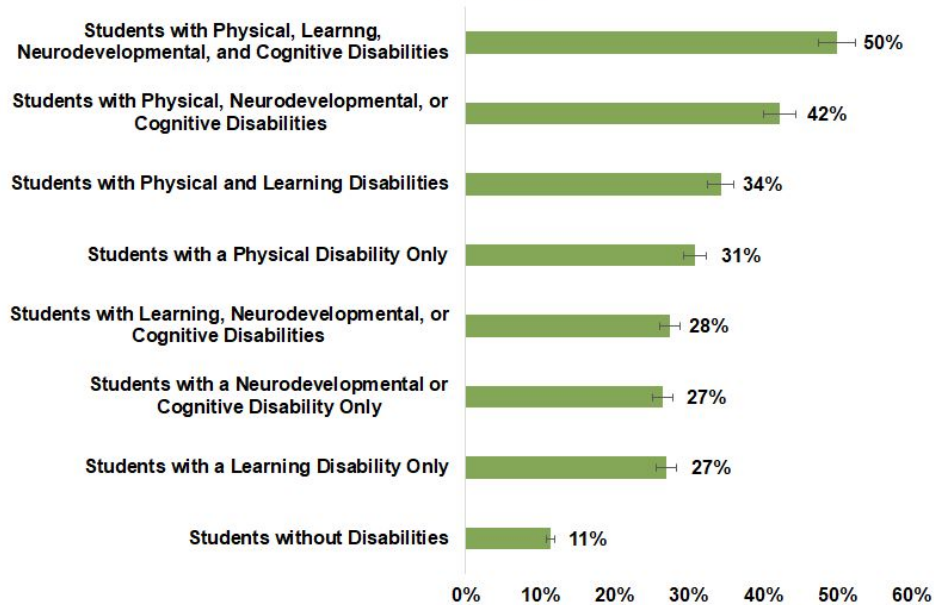 Students with Physical, Learnng,
Neurodevelopmental, and Cognitive Disabilities
50%
Students with Physical, Neurodevelopmental, or
Cognitive Disabilities
42%
Students with Physical and Learning Disabilities
34%
Students with a Physical Disability Only
31%
Students with Learning, Neurodevelopmental, or
Cognitive Disabilities
28%
Students with a Neurodevelopmental or
Cognitive Disability Only
27%
Students with a Learning Disability Only
27%
Students without Disabilities
11%
0% 10% 20% 30% 40% 50% 60%